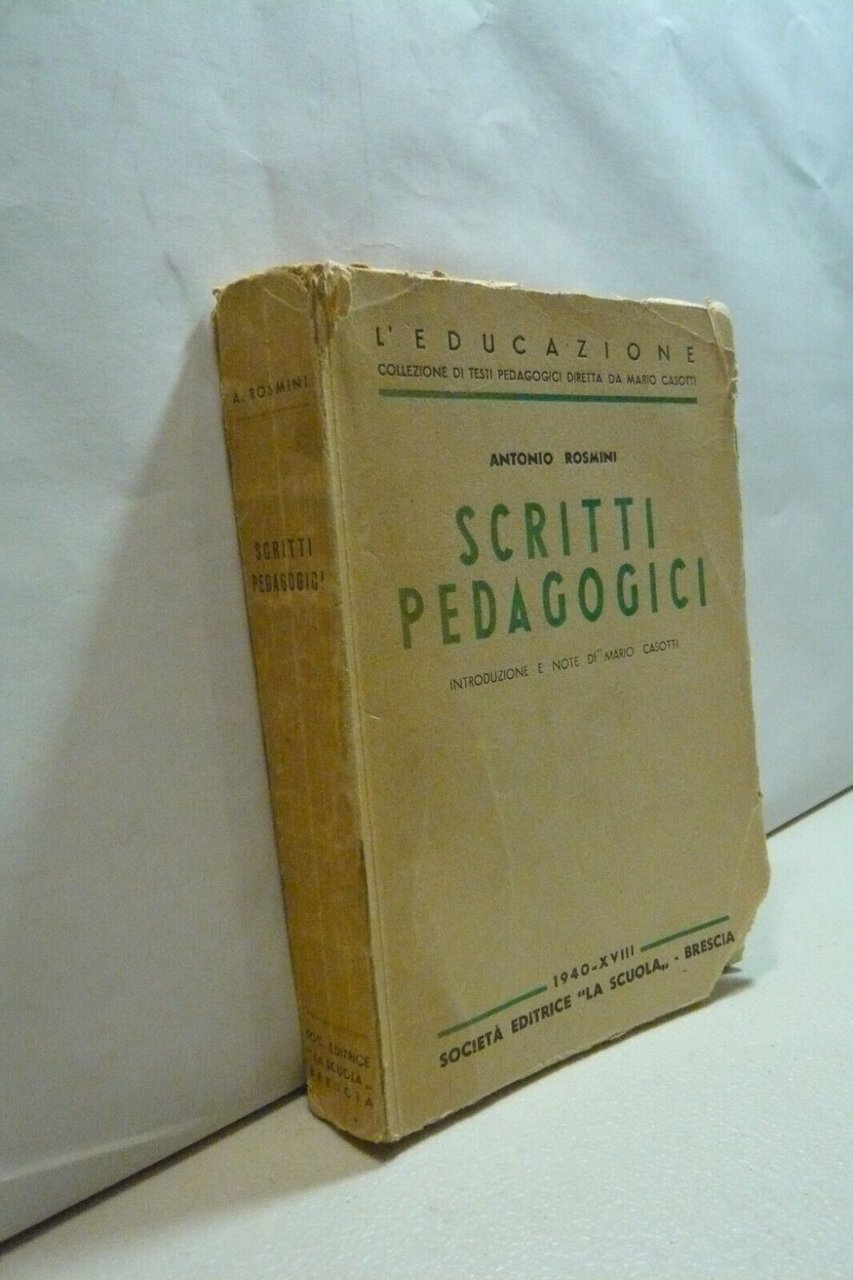 A. ROSMINI
SCRITTI
PEDAGOGICI
SOC. EDITRICE
"LA SCUOLA„
BRESCIA
L'EDUCAZIONE
COLLEZIONE DI TESTI PEDAGOGICI DIRETTA DA MARIO CASOTTI
ANTONIO ROSMINI
SCRITTI
PEDAGOGICI
INTRODUZIONE E NOTE DI MARIO CASOTTI
1940-XVIII
SOCIETÀ EDITRICE "LA SCUOLA„ - BRESCIA